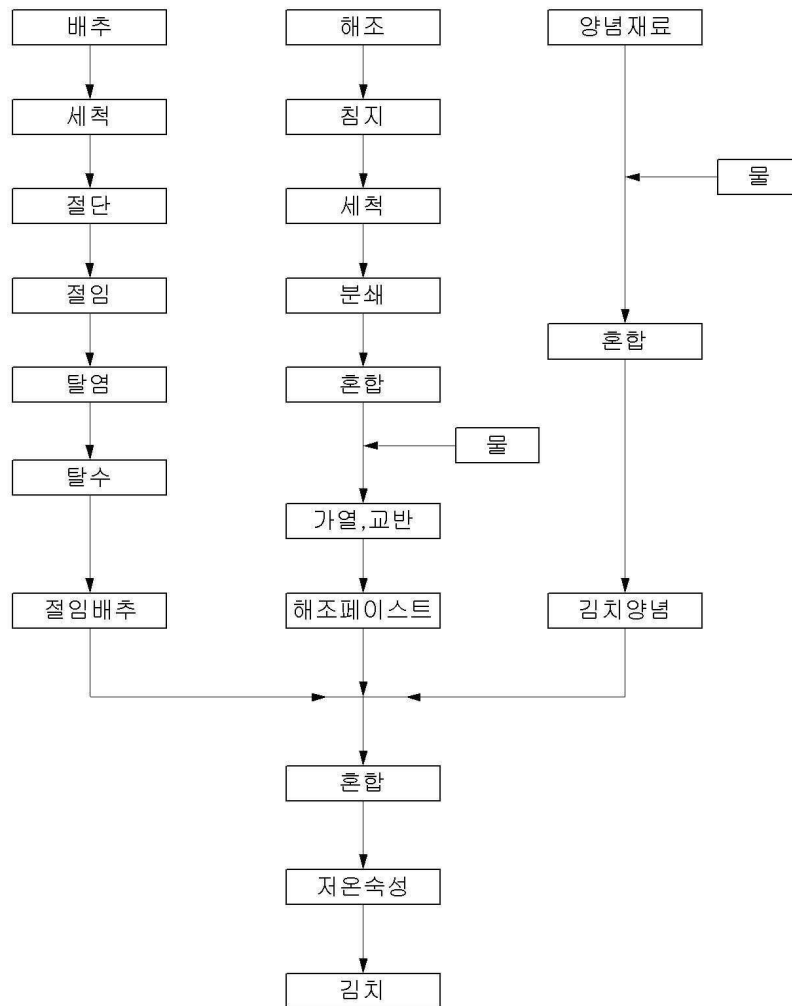 배추
세척
절단
절임
탈염
탈수
절임배추
해조
침지
세척
분쇄
혼합
물
가열,교반
해조페이스트
양념재료
물
혼합
김치양념
혼합
저온숙성
김치